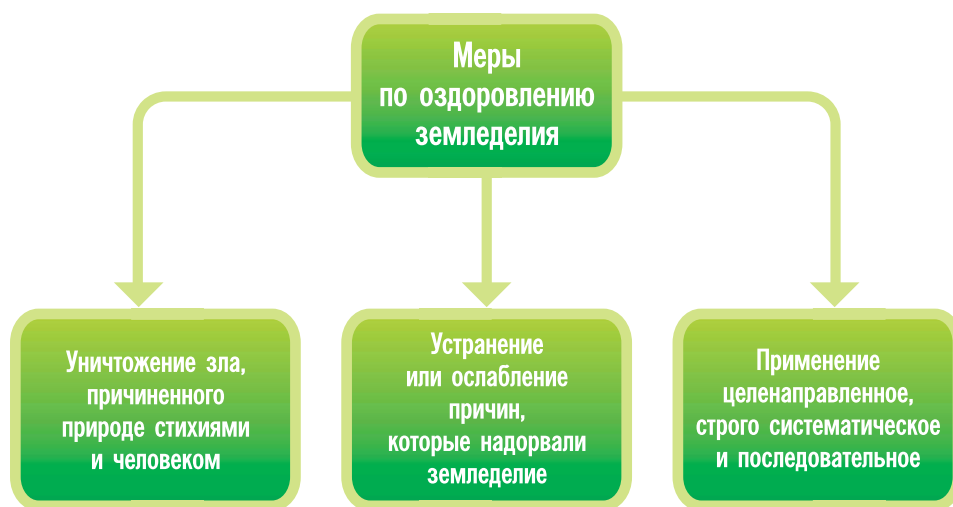 Меры
по оздоровлению
земледелия
Уничтожение зла,
причиненного
природе стихиями
и человеком
Устранение
или ослабление
причин,
которые надорвали
земледелие
Применение
целенаправленное,
строго систематическое
и последовательное